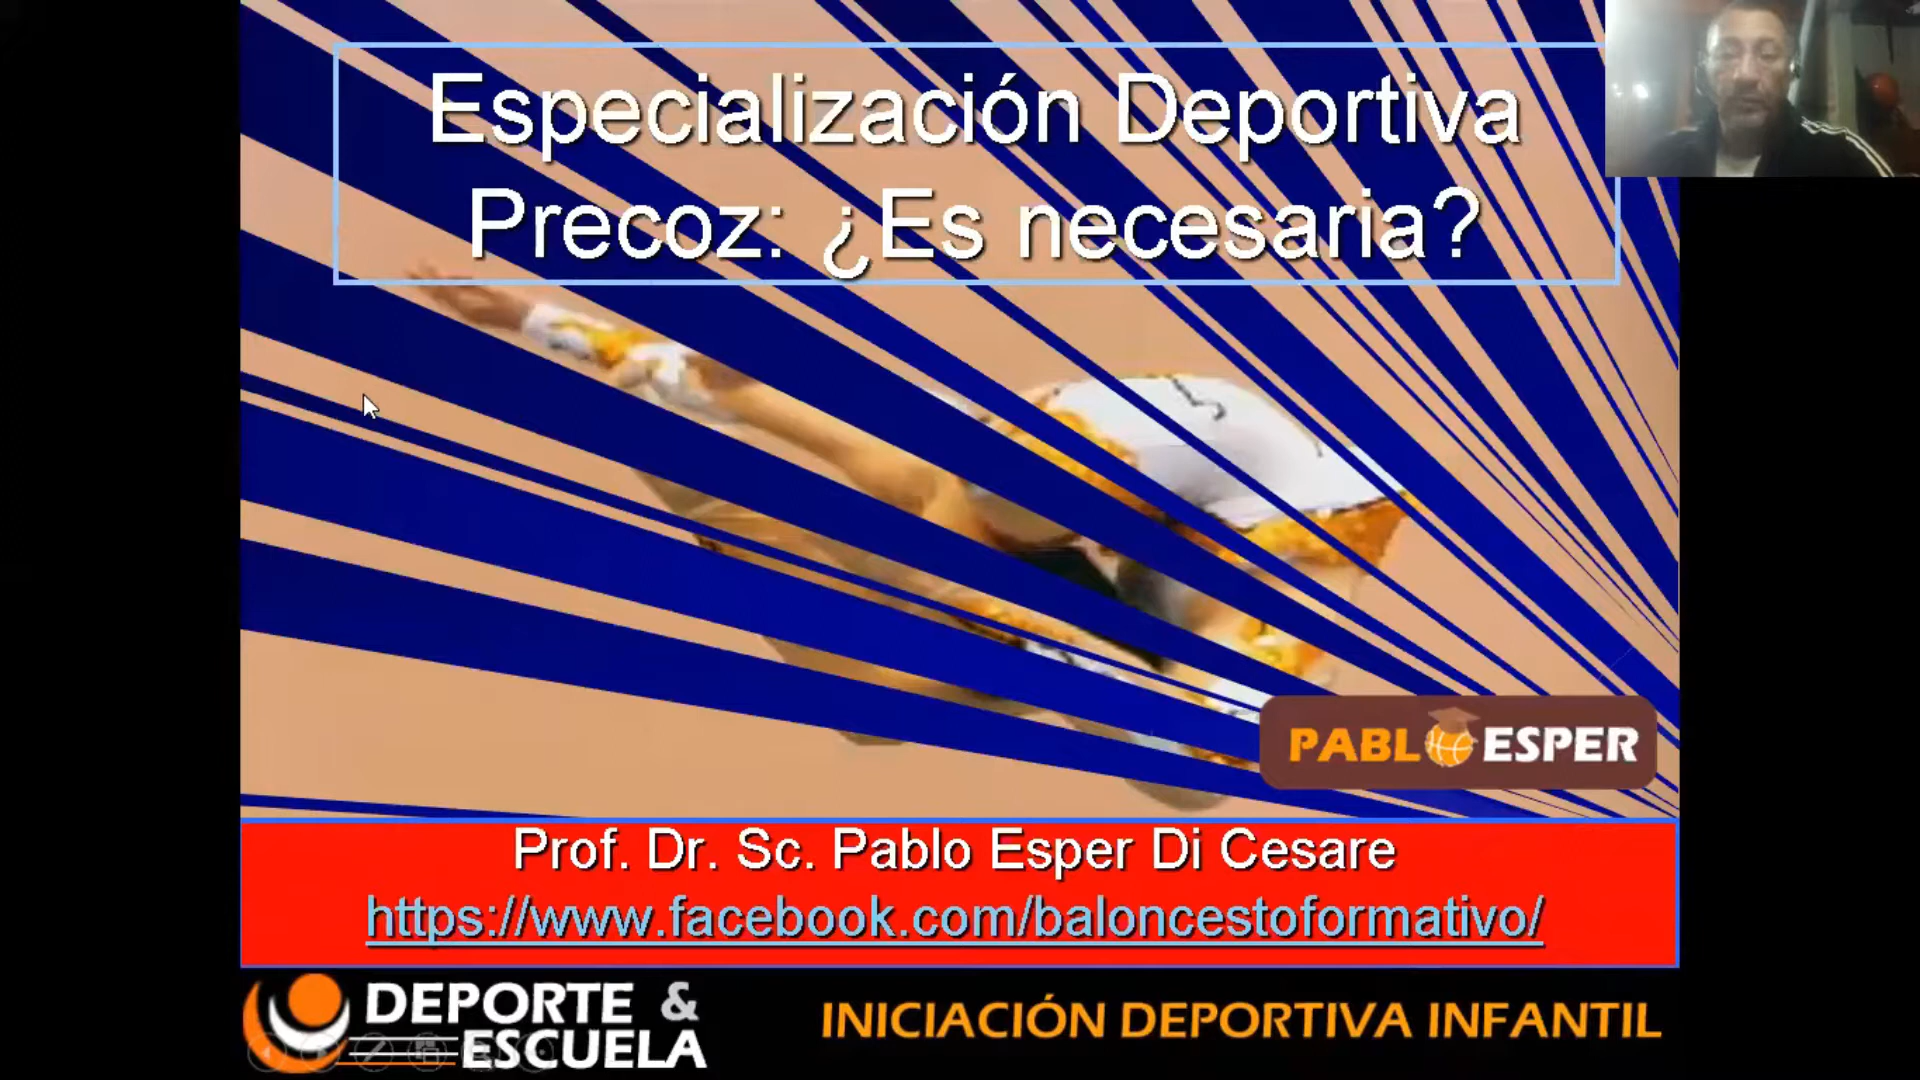 Especialización Deportiva
Precoz: ¿Es necesaria?
PABLO ESPER
Prof. Dr. Sc. Pablo Esper Di Cesare
https://www.facebook.com/baloncestoformativo/
DEPORTE &
ESCUELA
INICIACIÓN DEPORTIVA INFANTIL